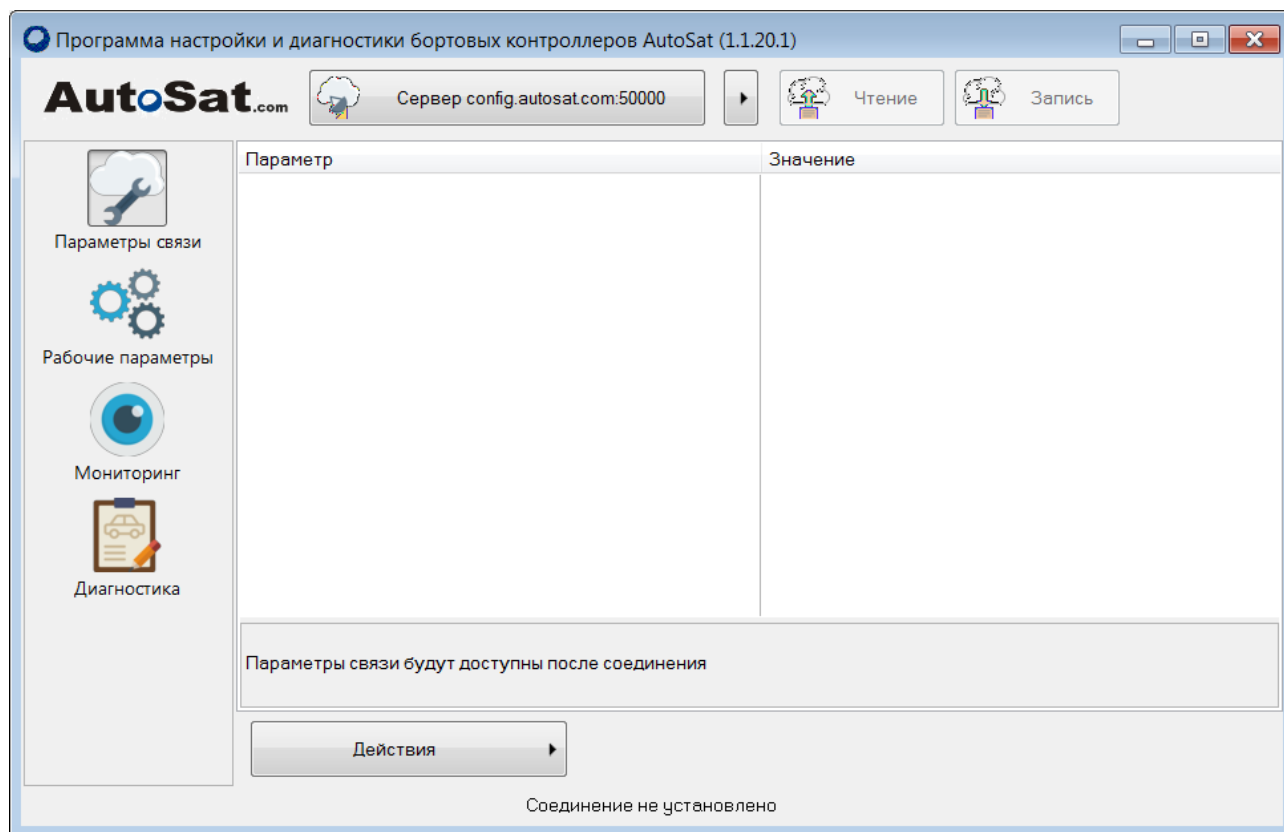 Программа настройки и диагностики бортовых контроллеров AutoSat (1.1.20.1)
AutoSat.com
Сервер config.autosat.com:50000
Чтение
Запись
Параметр
Значение
Параметры связи
Рабочие параметры
Мониторинг
Диагностика
Параметры связи будут доступны после соединения
Действия
Соединение не установлено